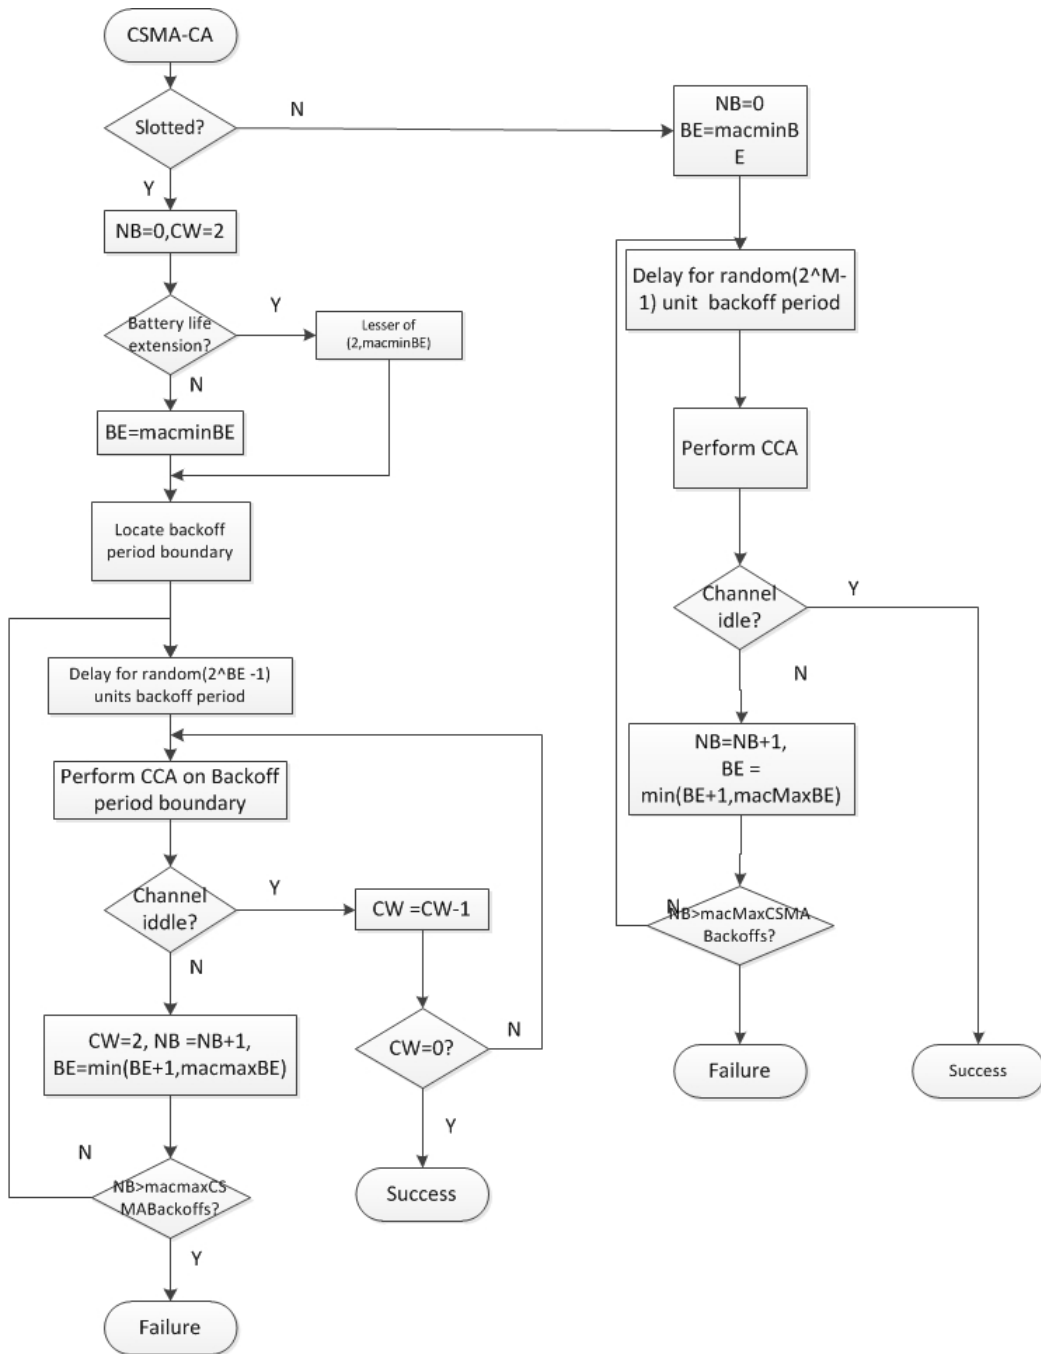 CSMA-CA
Slotted?
N
Y
NB=0
BE=macminB
E
NB=0,CW=2
Battery life
extension?
Y
N
Lesser of
(2,macminBE)
BE=macminBE
Locate backoff
period boundary
Delay for random(2^BE -1)
units backoff period
Perform CCA on Backoff
period boundary
Channel
iddle?
Y
N
CW =CW-1
CW=0?
N
Y
Success
CW=2, NB =NB+1,
BE=min(BE+1,macmaxBE)
N
NB>macmaxCS
MABackoffs?
Y
Failure
Delay for random(2^M-
1) unit backoff period
Perform CCA
Channel
idle?
Y
N
NB=NB+1,
BE =
min(BE+1,macMaxBE)
N
NB>macMaxCSMA
Backoffs?
Failure
Success